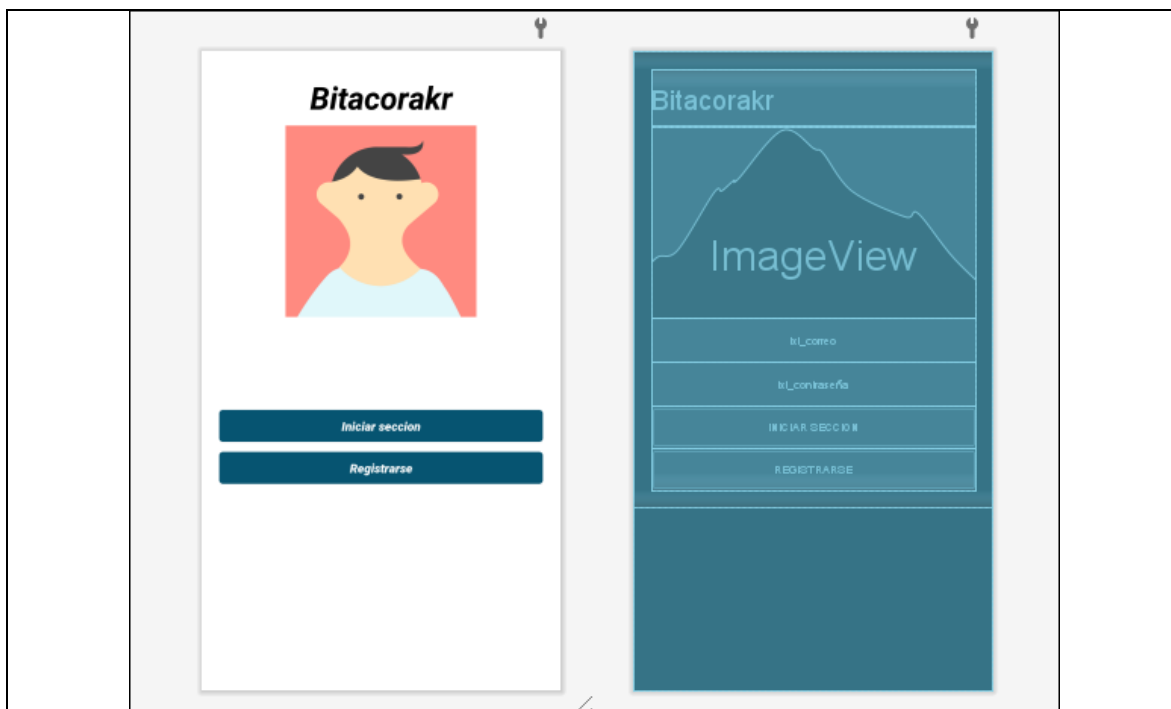 Bitacorakr
Iniciar seccion
Registrarse
Bitacorakr
ImageView
txt_correo
txt_contraseña
INICIAR SECCION
REGISTRARSE